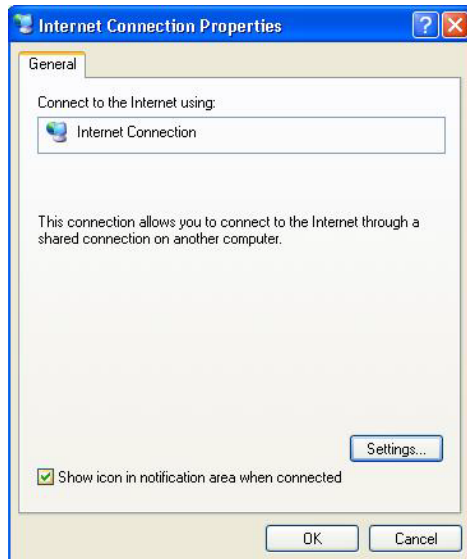 Internet Connection Properties
General
Connect to the Internet using:
Internet Connection
This connection allows you to connect to the Internet through a
shared connection on another computer.
Settings...
Show icon in notification area when connected
OK
Cancel